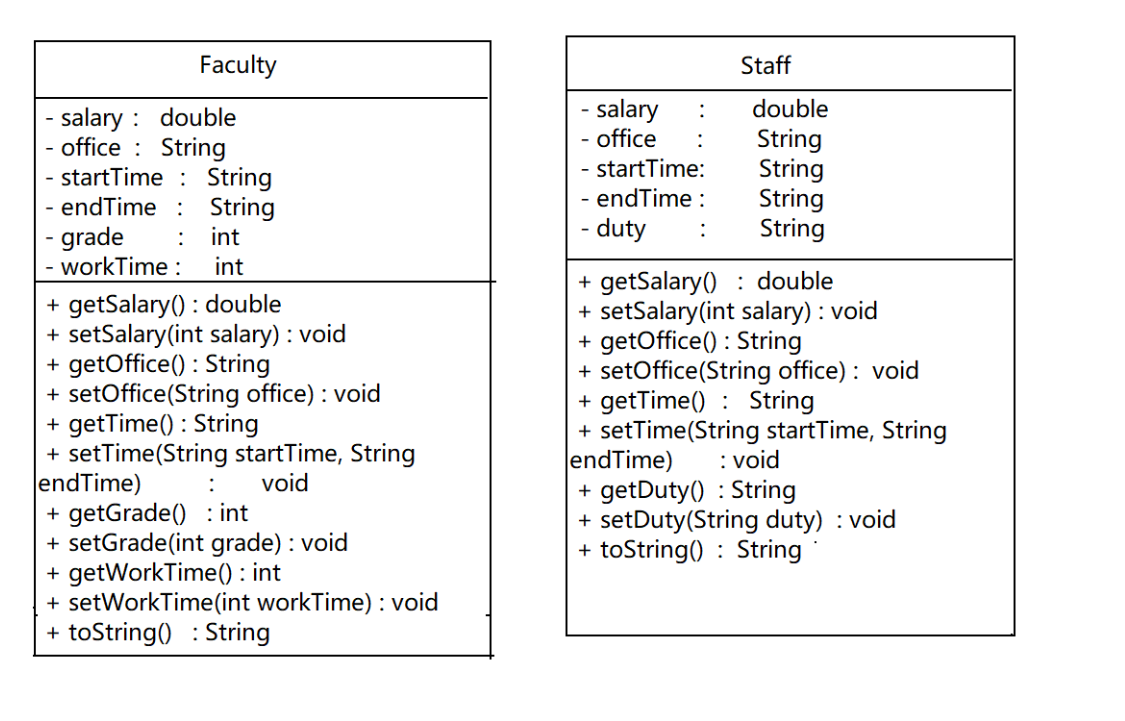 Faculty
- salary : double
- office : String
- startTime : String
- endTime : String
- grade : int
- workTime : int
+ getSalary() : double
+ setSalary(int salary) : void
+ getOffice() : String
+ setOffice(String office) : void
+ getTime() : String
+ setTime(String startTime, String
endTime) : void
+ getGrade() : int
+ setGrade(int grade) : void
+ getWorkTime() : int
+ setWorkTime(int workTime) : void
+ toString() : String
Staff
- salary : double
- office : String
- startTime: String
- endTime : String
- duty : String
+ getSalary() : double
+ setSalary(int salary) : void
+ getOffice() : String
+ setOffice(String office) : void
+ getTime() : String
+ setTime(String startTime, String
endTime) : void
+ getDuty() : String
+ setDuty(String duty) : void
+ toString() : String